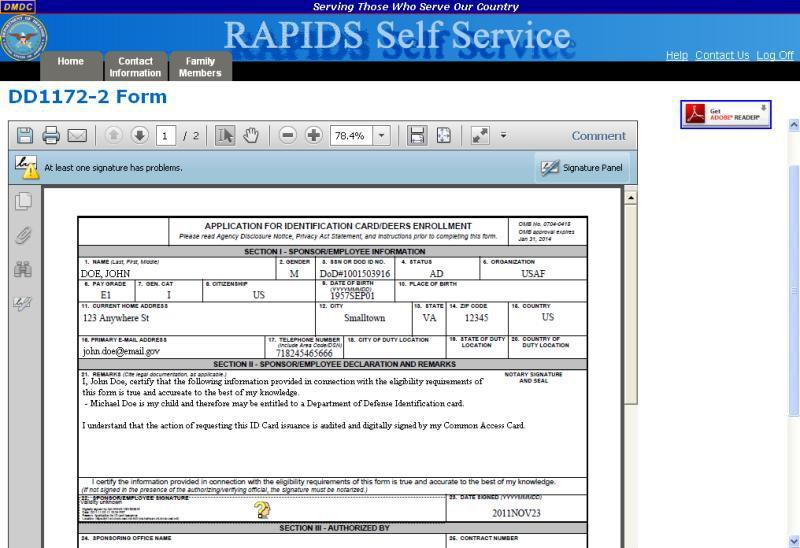 DMDC
Serving Those Who Serve Our Country
RAPIDS Self Service
Home
Contact Information
Family Members
Help Contact Us Log Off
DD1172-2 Form
Get ADOBE® READER®
1 / 2
78.4%
Comment
At least one signature has problems.
Signature Panel
APPLICATION FOR IDENTIFICATION CARD/DEERS ENROLLMENT
Please read Agency Disclosure Notice, Privacy Act Statement, and Instructions prior to completing this form.
OMB No. 0704-0415
OMB approval expires
Jan 31, 2014
SECTION I - SPONSOR/EMPLOYEE INFORMATION
1. NAME (Last, First, Middle)
DOE, JOHN
2. GENDER
M
3. SSN OR DOD ID NO.
DoD#1001503916
4. STATUS
AD
5. ORGANIZATION
USAF
6. PAY GRADE
E1
7. GEN. CAT
I
8. CITIZENSHIP
US
9. DATE OF BIRTH
(YYYYMMMDD)
1957SEP01
10. PLACE OF BIRTH
11. CURRENT HOME ADDRESS
123 Anywhere St
12. CITY
Smalltown
13. STATE
VA
14. ZIP CODE
12345
15. COUNTRY
US
16. PRIMARY E-MAIL ADDRESS
john.doe@email.gov
17. TELEPHONE NUMBER
(Include Area Code/DSN)
718245465666
18. CITY OF DUTY LOCATION
19. STATE OF DUTY LOCATION
20. COUNTRY OF DUTY LOCATION
SECTION II - SPONSOR/EMPLOYEE DECLARATION AND REMARKS
21. REMARKS (Cite legal documentation, as applicable.)
NOTARY SIGNATURE AND SEAL
I, John Doe, certify that the following information provided in connection with the eligibility requirements of
this form is true and accurate to the best of my knowledge.
- Michael Doe is my child and therefore may be entitled to a Department of Defense Identification card.
I understand that the action of requesting this ID Card issuance is audited and digitally signed by my Common Access Card.
I certify the information provided in connection with the eligibility requirements of this form is true and accurate to the best of my knowledge.
(If not signed in the presence of the authorizing/verifying official, the signature must be notarized.)
22. SPONSOR/EMPLOYEE SIGNATURE
Validity unknown
23. DATE SIGNED (YYYYMMMDD)
2011NOV23
SECTION III - AUTHORIZED BY
24. SPONSORING OFFICE NAME
25. CONTRACT NUMBER